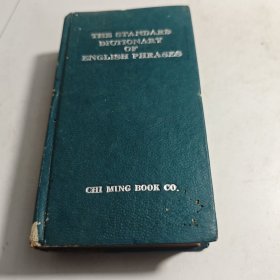 THE STANDARD
DICTIONARY
OF
ENGLISH PHRASES
CHI MING BOOK CO.